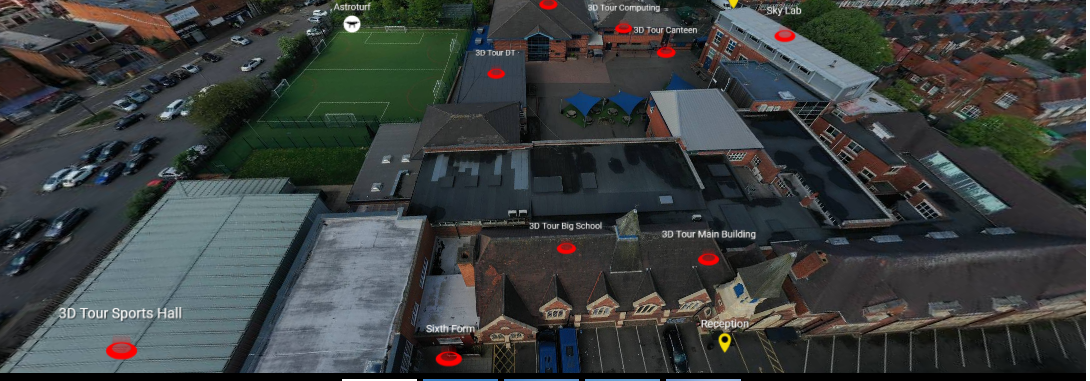 Astroturf
3D Tour Computing
Sky Lab
3D Tour Canteen
3D Tour DT
3D Tour Big School
3D Tour Main Building
3D Tour Sports Hall
Sixth Form
Reception